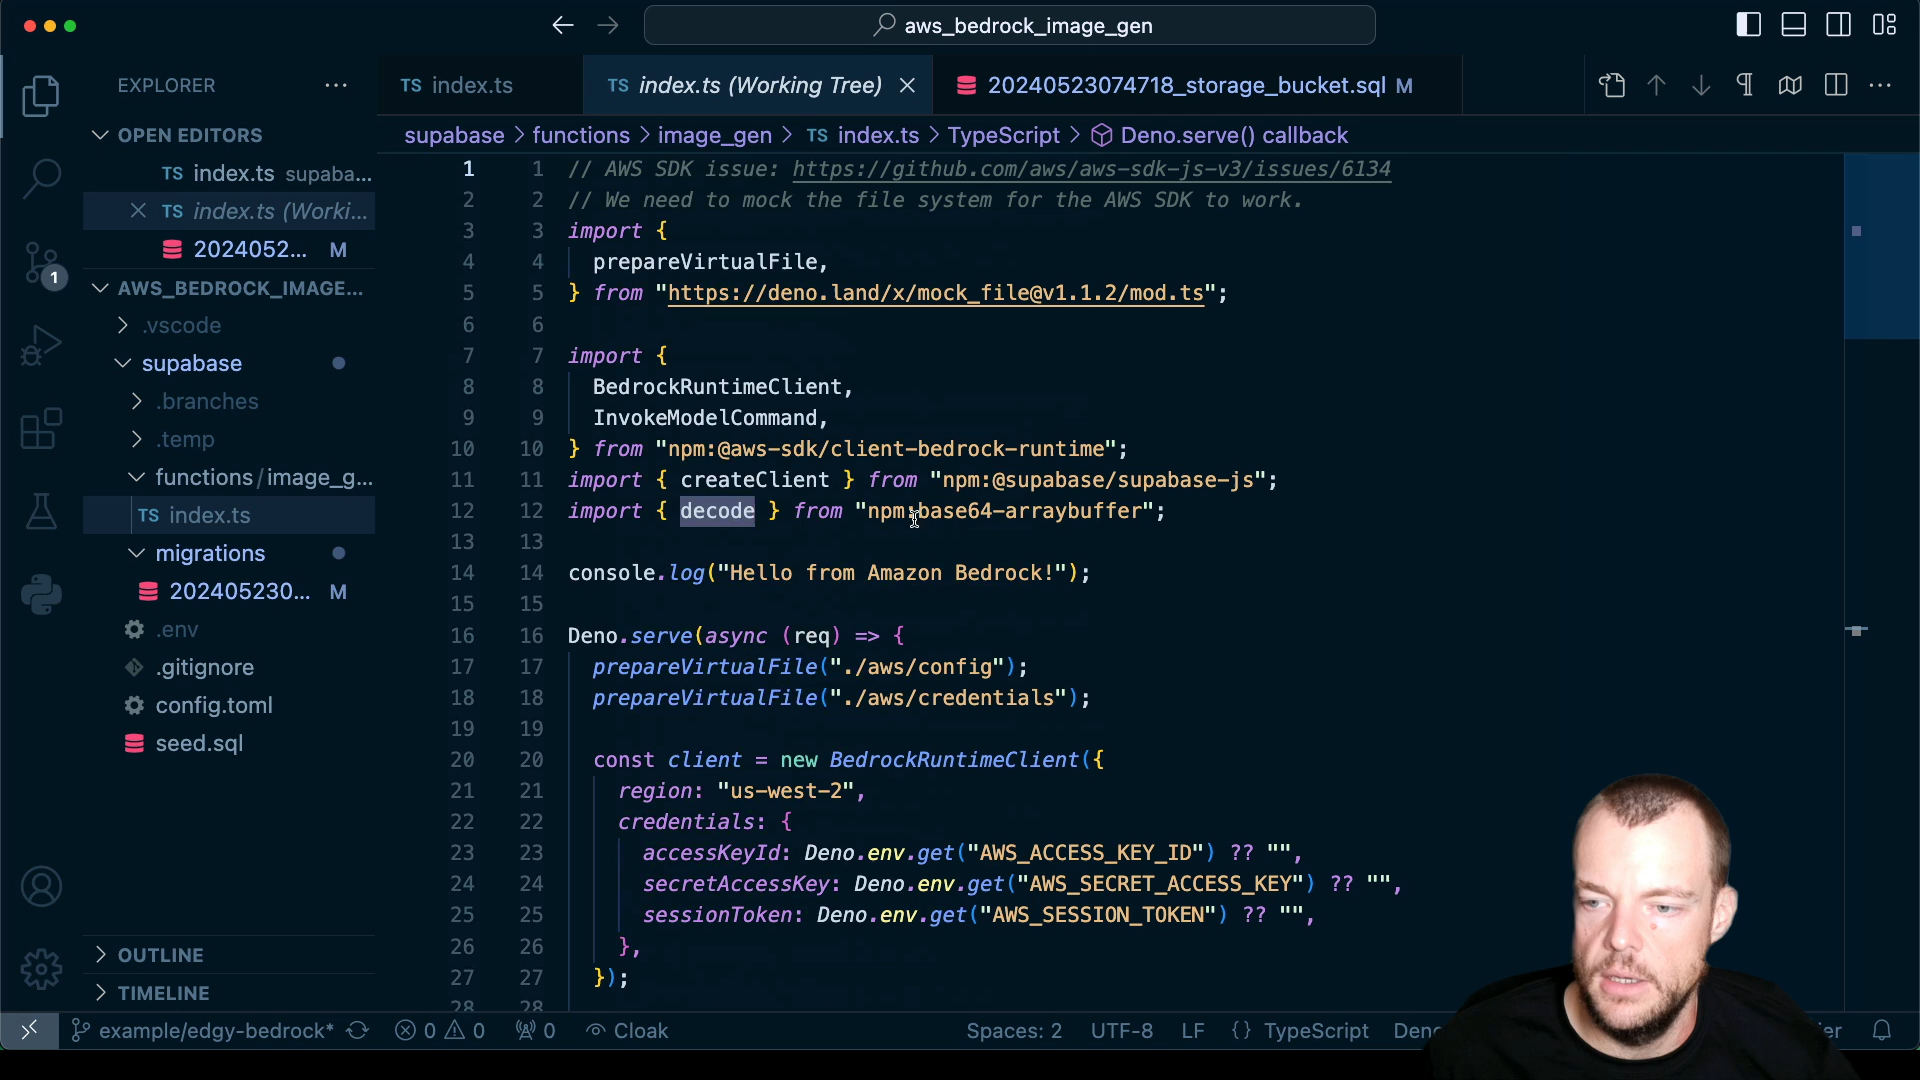 aws_bedrock_image_gen
EXPLORER
TS index.ts
TS index.ts (Working Tree)
20240523074718_storage_bucket.sql M
OPEN EDITORS
TS index.ts supaba...
TS index.ts (Worki...
2024052... M
AWS_BEDROCK_IMAGE...
.vscode
supabase
.branches
.temp
functions/image_g...
TS index.ts
migrations
202405230... M
.env
.gitignore
config.toml
seed.sql
OUTLINE
TIMELINE
1
supabase > functions > image_gen > TS index.ts > TypeScript > Deno.serve() callback
1 1 // AWS SDK issue: https://github.com/aws/aws-sdk-js-v3/issues/6134
2 2 // We need to mock the file system for the AWS SDK to work.
3 3 import {
4 4 prepareVirtualFile,
5 5 } from "https://deno.land/x/mock_file@v1.1.2/mod.ts";
6 6
7 7 import {
8 8 BedrockRuntimeClient,
9 9 InvokeModelCommand,
10 10 } from "npm:@aws-sdk/client-bedrock-runtime";
11 11 import { createClient } from "npm:@supabase/supabase-js";
12 12 import { decode } from "npm:base64-arraybuffer";
13 13
14 14 console.log("Hello from Amazon Bedrock!");
15 15
16 16 Deno.serve(async (req) => {
17 17 prepareVirtualFile("./aws/config");
18 18 prepareVirtualFile("./aws/credentials");
19 19
20 20 const client = new BedrockRuntimeClient({
21 21 region: "us-west-2",
22 22 credentials: {
23 23 accessKeyId: Deno.env.get("AWS_ACCESS_KEY_ID") ?? "",
24 24 secretAccessKey: Deno.env.get("AWS_SECRET_ACCESS_KEY") ?? "",
25 25 sessionToken: Deno.env.get("AWS_SESSION_TOKEN") ?? "",
26 26 },
27 27 });
28 28
example/edgy-bedrock* 0 0 0 Cloak Spaces: 2 UTF-8 LF {} TypeScript